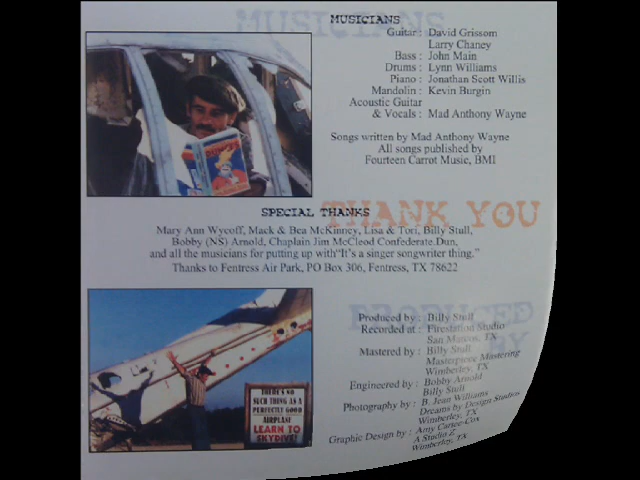 MUSICIANS
MUSICIANS
Guitar : David Grissom
Larry Chaney
Bass : John Main
Drums : Lynn Williams
Piano : Jonathan Scott Willis
Mandolin : Kevin Burgin
Acoustic Guitar
& Vocals : Mad Anthony Wayne
Songs written by Mad Anthony Wayne
All songs published by
Fourteen Carrot Music, BMI
THANK YOU
SPECIAL THANKS
Mary Ann Wycoff, Mack & Bea McKinney, Lisa & Tori, Billy Stull,
Bobby (NS) Arnold, Chaplain Jim McCleod Confederate.Dun,
and all the musicians for putting up with "It's a singer songwriter thing."
Thanks to Fentress Air Park, PO Box 306, Fentress, TX 78622
PRODUCED
BY
Produced by : Billy Stull
Recorded at : Firestation Studio
San Marcos, TX
Mastered by : Billy Stull
Masterpiece Mastering
Wimberley, TX
Engineered by : Bobby Arnold
Billy Stull
Photography by : B. Jean Williams
Dreams by Design Studios
Wimberley, TX
Graphic Design by : Amy Carter-Cox
A Studio Z
Wimberley, TX
THERE'S NO
SUCH THING AS A
PERFECTLY GOOD
AIRPLANE
LEARN TO
SKYDIVE!